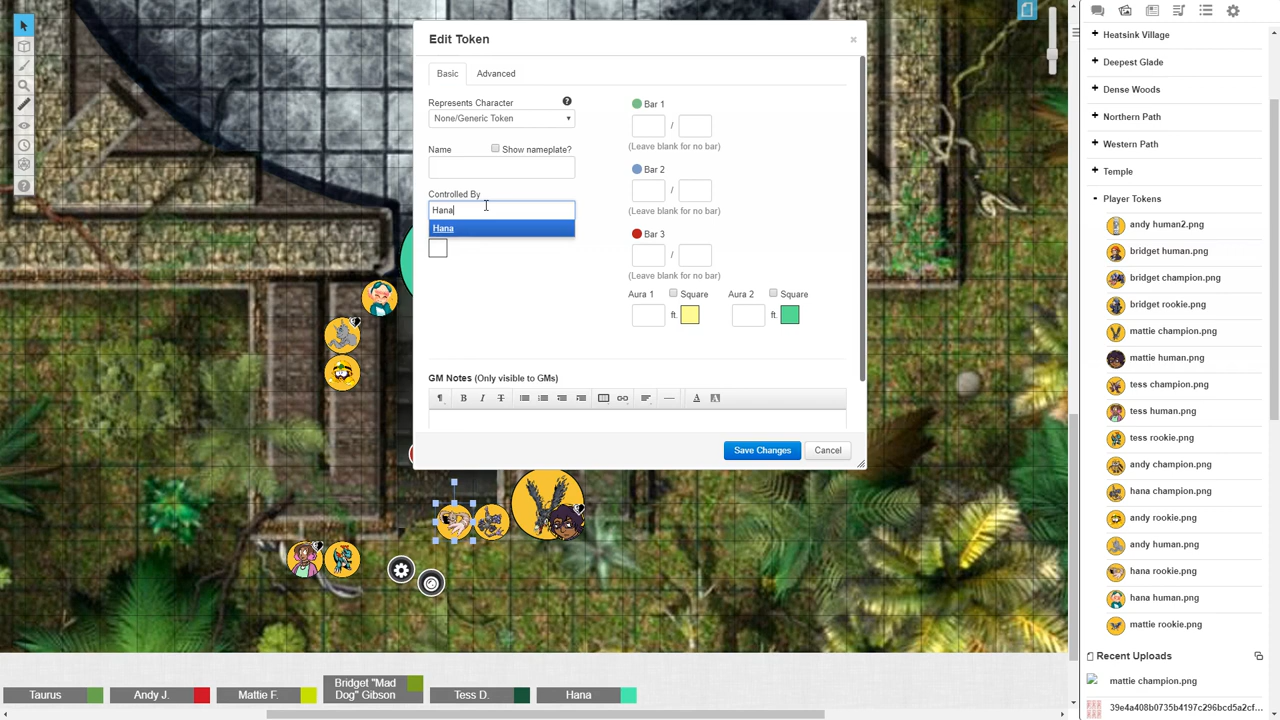 Edit Token
×
Basic
Advanced
Represents Character
None/Generic Token
Name
Show nameplate?
Controlled By
Hana
Hana
Bar 1
/
(Leave blank for no bar)
Bar 2
/
(Leave blank for no bar)
Bar 3
/
(Leave blank for no bar)
Aura 1
Square
Aura 2
Square
ft.
ft.
GM Notes (Only visible to GMs)
Save Changes
Cancel
Heatsink Village
Deepest Glade
Dense Woods
Northern Path
Western Path
Temple
Player Tokens
andy human2.png
bridget human.png
bridget champion.png
bridget rookie.png
mattie champion.png
mattie human.png
tess champion.png
tess human.png
tess rookie.png
andy champion.png
hana champion.png
andy rookie.png
andy human.png
hana rookie.png
hana human.png
mattie rookie.png
Recent Uploads
mattie champion.png
39e4a408b0735b4197c296bcd5a2cf...
Taurus
Andy J.
Mattie F.
Bridget "Mad
Dog" Gibson
Tess D.
Hana